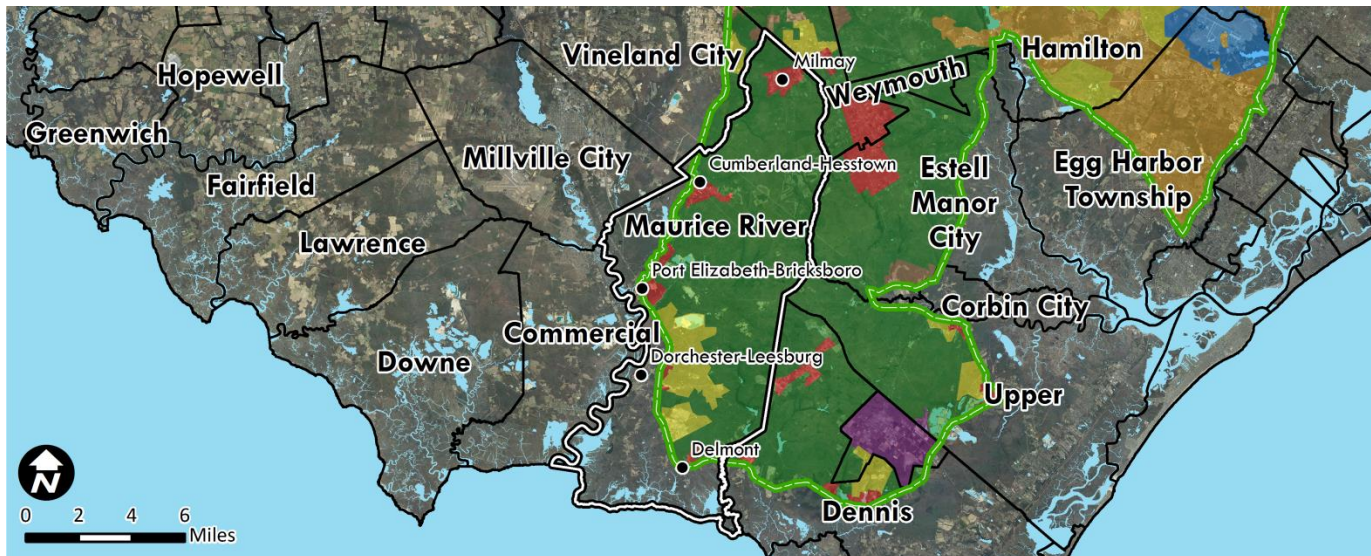 Vineland City
Hamilton
Hopewell
Milmay
Weymouth
Greenwich
Millville City
Cumberland-Hesstown
Estell
Manor
City
Egg Harbor
Township
Fairfield
Maurice River
Lawrence
Port Elizabeth-Bricksboro
Corbin City
Commercial
Downe
Dorchester-Leesburg
Upper
Delmont
Dennis
N
0 2 4 6
Miles